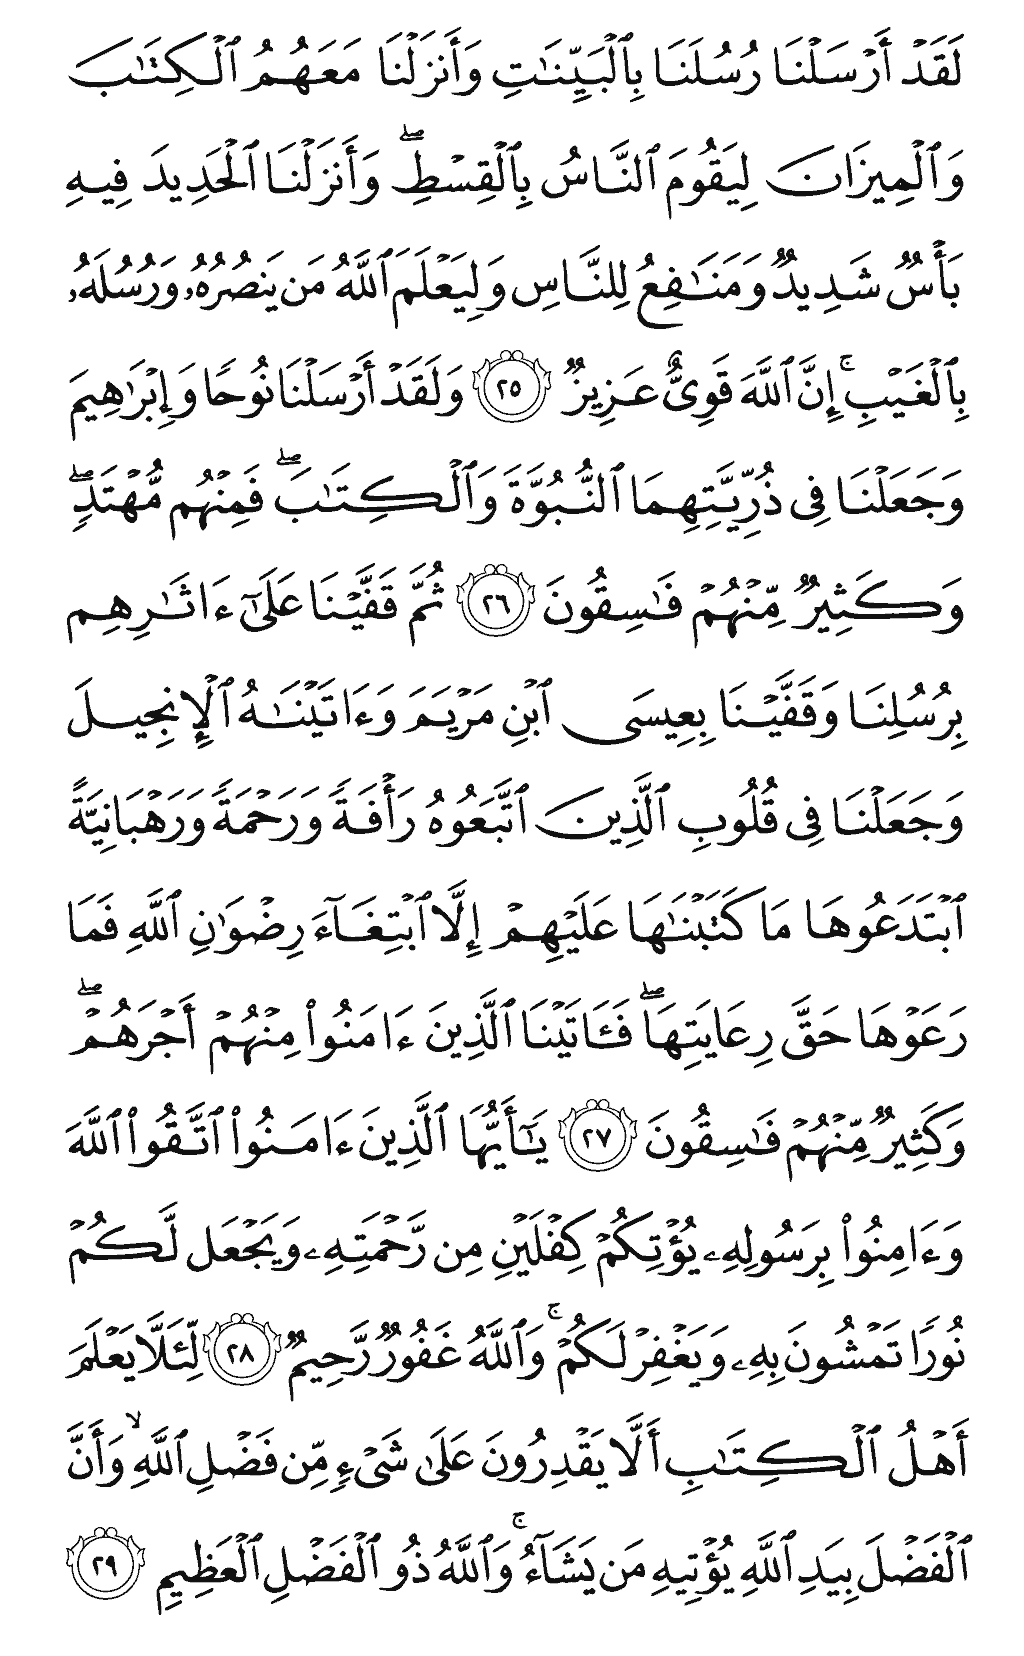 لَقَدۡ أَرۡسَلۡنَا رُسُلَنَا بِٱلۡبَيِّنَٰتِ وَأَنزَلۡنَا مَعَهُمُ ٱلۡكِتَٰبَ
وَٱلۡمِيزَانَ لِيَقُومَ ٱلنَّاسُ بِٱلۡقِسۡطِۖ وَأَنزَلۡنَا ٱلۡحَدِيدَ فِيهِ
بَأۡسٞ شَدِيدٞ وَمَنَٰفِعُ لِلنَّاسِ وَلِيَعۡلَمَ ٱللَّهُ مَن يَنصُرُهُۥ وَرُسُلَهُۥ
بِٱلۡغَيۡبِۚ إِنَّ ٱللَّهَ قَوِيٌّ عَزِيزٞ ٢٥ وَلَقَدۡ أَرۡسَلۡنَا نُوحٗا وَإِبۡرَٰهِيمَ
وَجَعَلۡنَا فِي ذُرِّيَّتِهِمَا ٱلنُّبُوَّةَ وَٱلۡكِتَٰبَۖ فَمِنۡهُم مُّهۡتَدٖۖ
وَكَثِيرٞ مِّنۡهُمۡ فَٰسِقُونَ ٢٦ ثُمَّ قَفَّيۡنَا عَلَىٰٓ ءَاثَٰرِهِم
بِرُسُلِنَا وَقَفَّيۡنَا بِعِيسَى ٱبۡنِ مَرۡيَمَ وَءَاتَيۡنَٰهُ ٱلۡإِنجِيلَ
وَجَعَلۡنَا فِي قُلُوبِ ٱلَّذِينَ ٱتَّبَعُوهُ رَأۡفَةٗ وَرَحۡمَةٗ وَرَهۡبَانِيَّةً
ٱبۡتَدَعُوهَا مَا كَتَبۡنَٰهَا عَلَيۡهِمۡ إِلَّا ٱبۡتِغَآءَ رِضۡوَٰنِ ٱللَّهِ فَمَا
رَعَوۡهَا حَقَّ رِعَايَتِهَاۖ فَـَٔاتَيۡنَا ٱلَّذِينَ ءَامَنُواْ مِنۡهُمۡ أَجۡرَهُمۡۖ
وَكَثِيرٞ مِّنۡهُمۡ فَٰسِقُونَ ٢٧ يَٰٓأَيُّهَا ٱلَّذِينَ ءَامَنُواْ ٱتَّقُواْ ٱللَّهَ
وَءَامِنُواْ بِرَسُولِهِۦ يُؤۡتِكُمۡ كِفۡلَيۡنِ مِن رَّحۡمَتِهِۦ وَيَجۡعَل لَّكُمۡ
نُورٗا تَمۡشُونَ بِهِۦ وَيَغۡفِرۡ لَكُمۡۚ وَٱللَّهُ غَفُورٞ رَّحِيمٞ ٢٨ لِّئَلَّا يَعۡلَمَ
أَهۡلُ ٱلۡكِتَٰبِ أَلَّا يَقۡدِرُونَ عَلَىٰ شَيۡءٖ مِّن فَضۡلِ ٱللَّهِۙ وَأَنَّ
ٱلۡفَضۡلَ بِيَدِ ٱللَّهِ يُؤۡتِيهِ مَن يَشَآءُۚ وَٱللَّهُ ذُو ٱلۡفَضۡلِ ٱلۡعَظِيمِ ٢٩